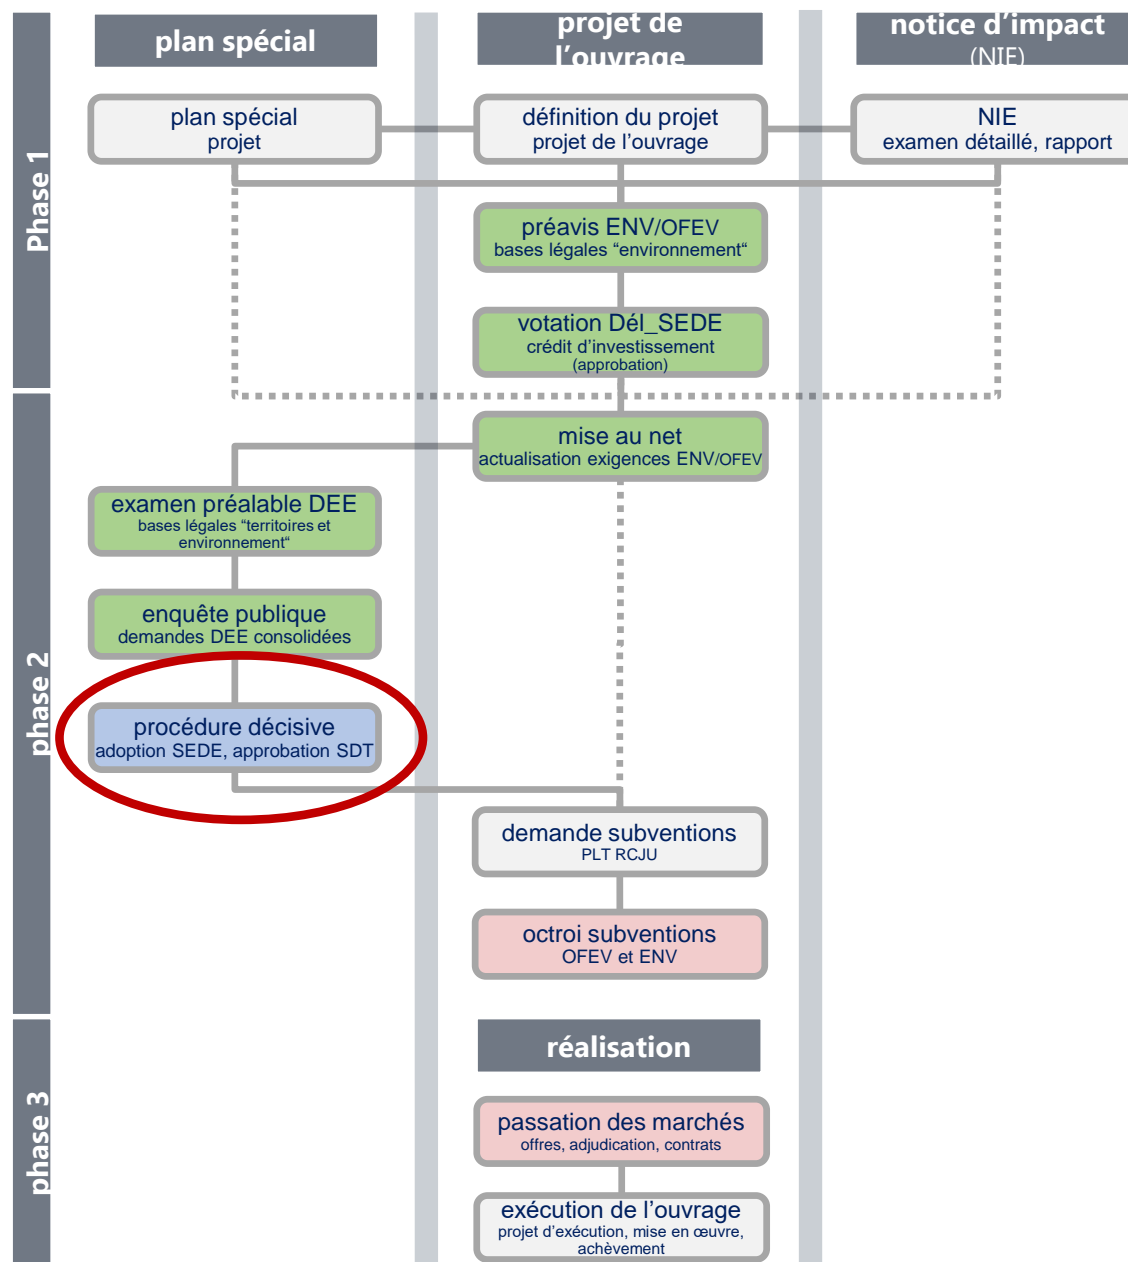 plan spécial
projet de
l’ouvrage
notice d’impact
(NIE)
Phase 1
plan spécial
projet
définition du projet
projet de l’ouvrage
NIE
examen détaillé, rapport
préavis ENV/OFEV
bases légales “environnement“
votation Dél_SEDE
crédit d’investissement
(approbation)
phase 2
mise au net
actualisation exigences ENV/OFEV
examen préalable DEE
bases légales “territoires et
environnement“
enquête publique
demandes DEE consolidées
procédure décisive
adoption SEDE, approbation SDT
demande subventions
PLT RCJU
octroi subventions
OFEV et ENV
phase 3
réalisation
passation des marchés
offres, adjudication, contrats
exécution de l’ouvrage
projet d’exécution, mise en œuvre,
achèvement